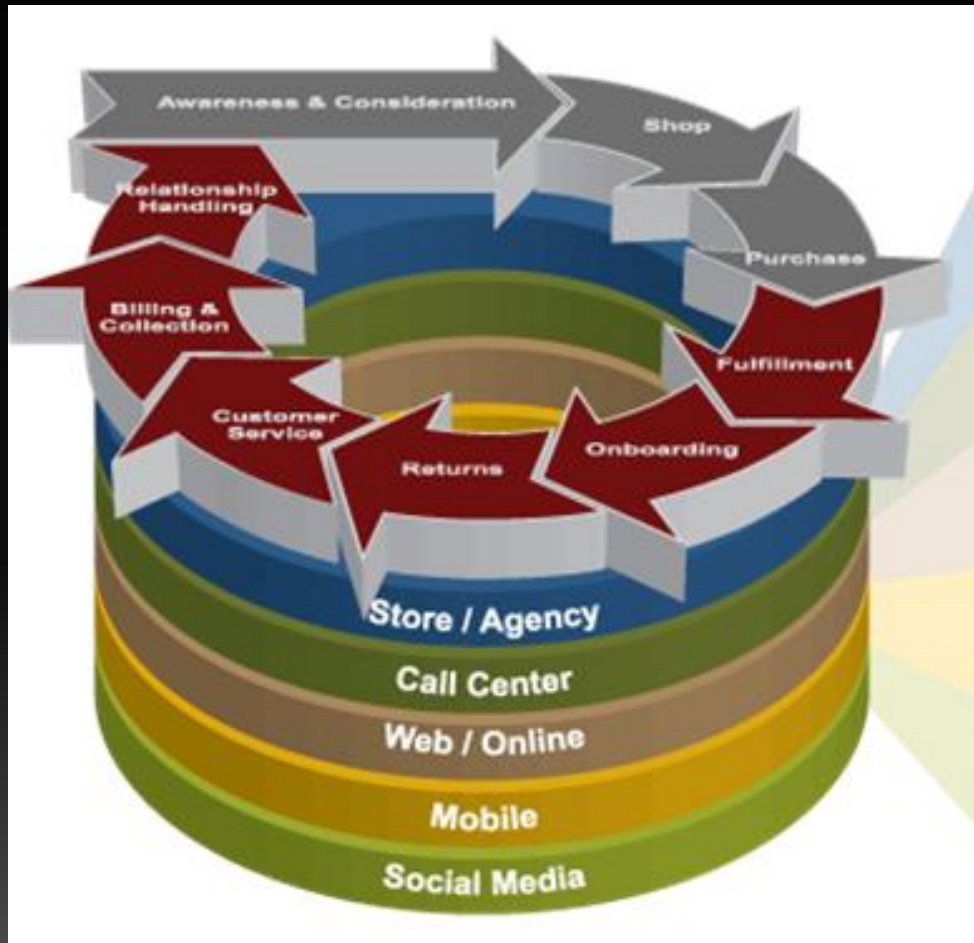 Awareness & Consideration
Shop
Purchase
Fulfillment
Onboarding
Returns
Customer
Service
Billing &
Collection
Relationship
Handling
Store / Agency
Call Center
Web / Online
Mobile
Social Media